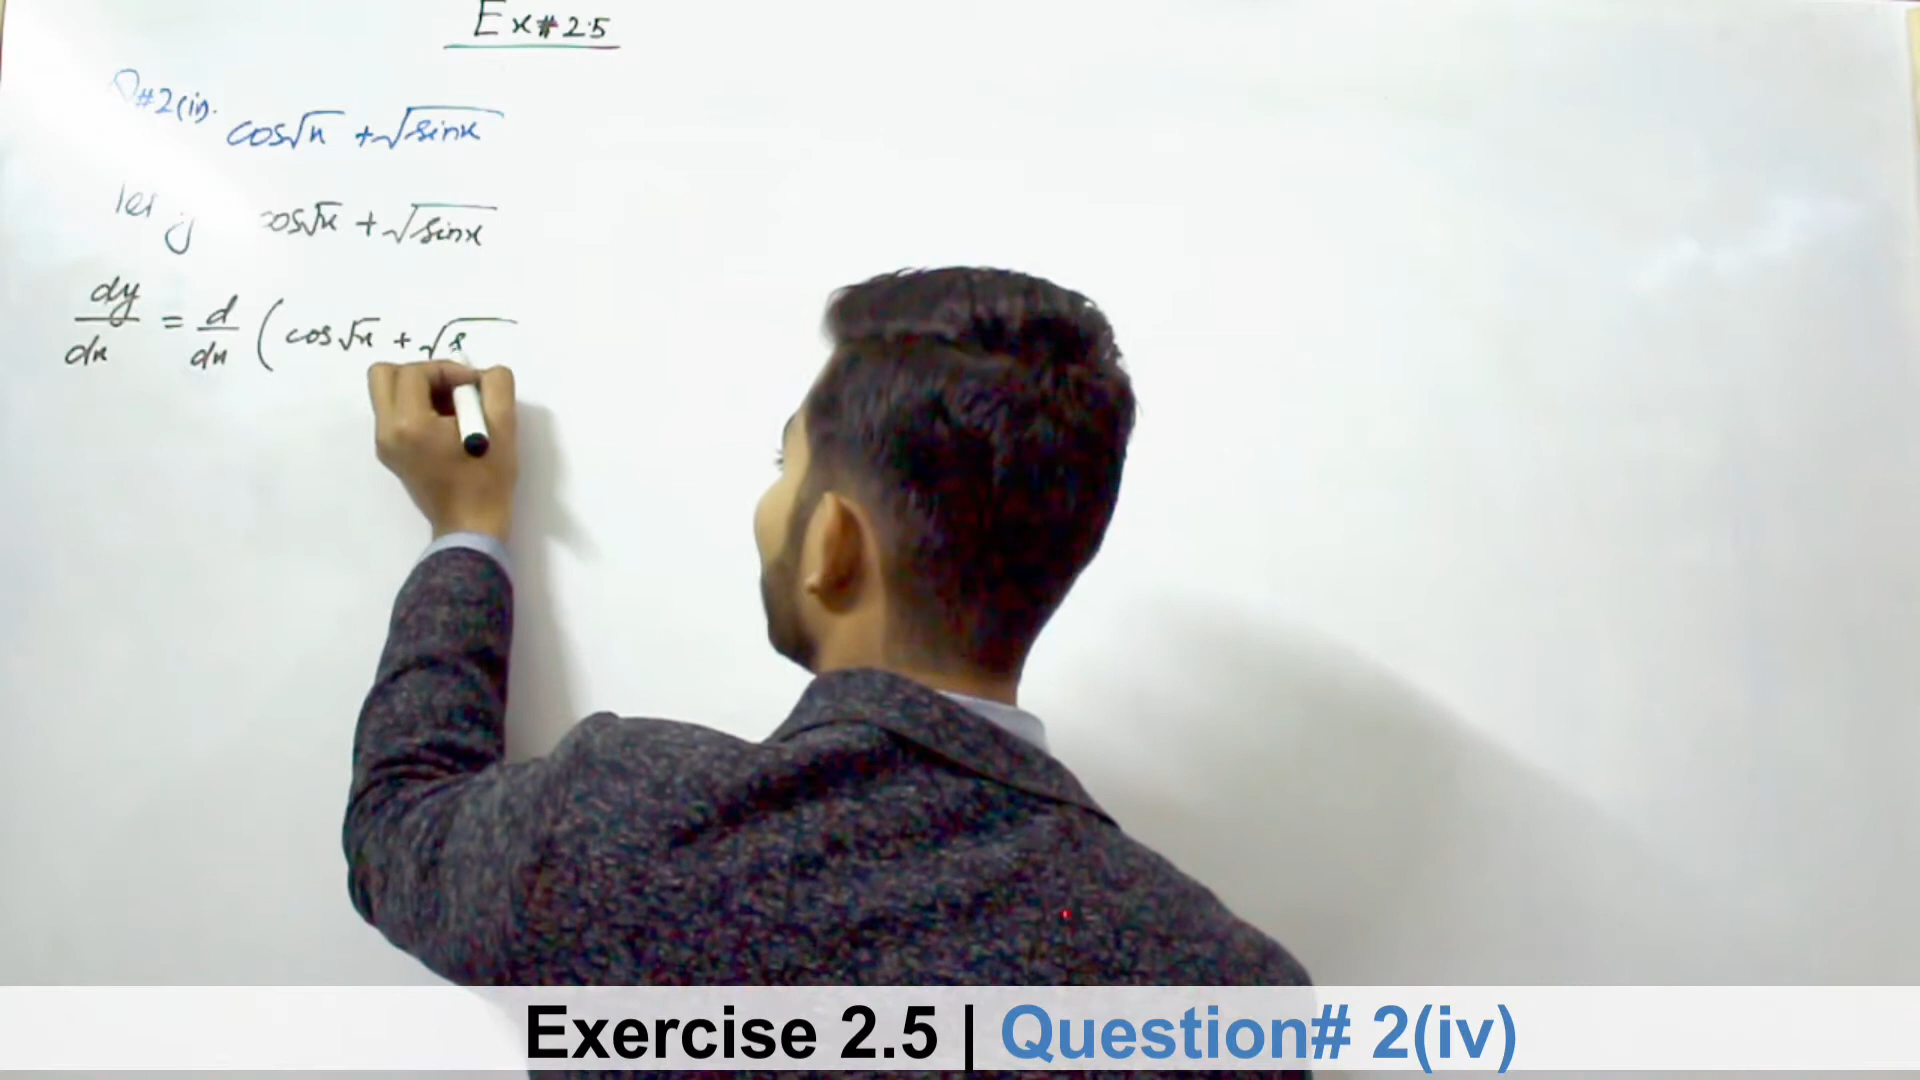 Ex#2.5
Q#2(iv). cos√x + √sinx
let y cos√x + √sinx
dy/dx = d/dx (cos√x + √s
Exercise 2.5 | Question# 2(iv)